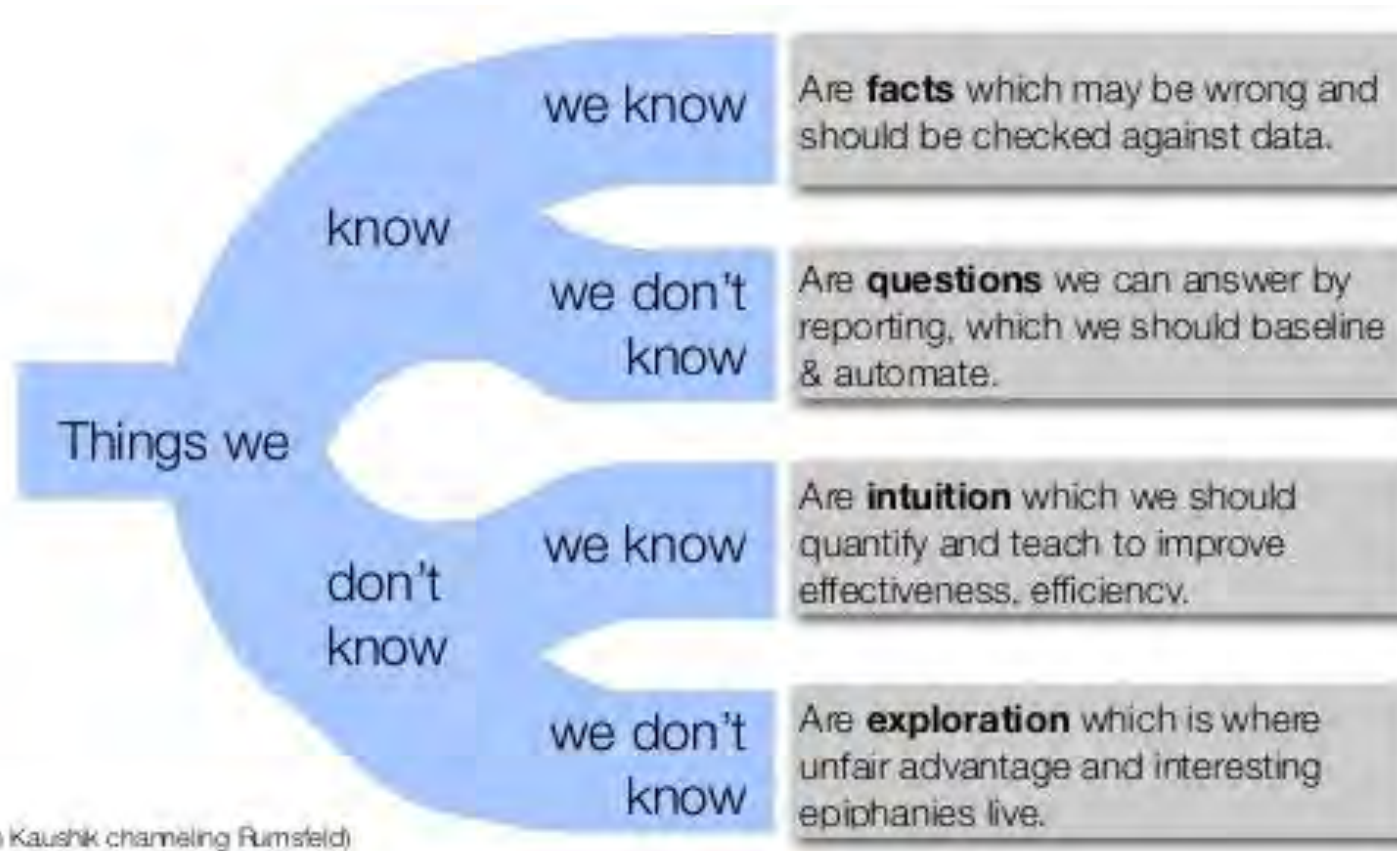 Things we
know
don't
know
we know
Are facts which may be wrong and
should be checked against data.
we don't
know
Are questions we can answer by
reporting, which we should baseline
& automate.
we know
Are intuition which we should
quantify and teach to improve
effectiveness, efficiency.
we don't
know
Are exploration which is where
unfair advantage and interesting
epiphanies live.
Kaushik channeling Rumsfeld)